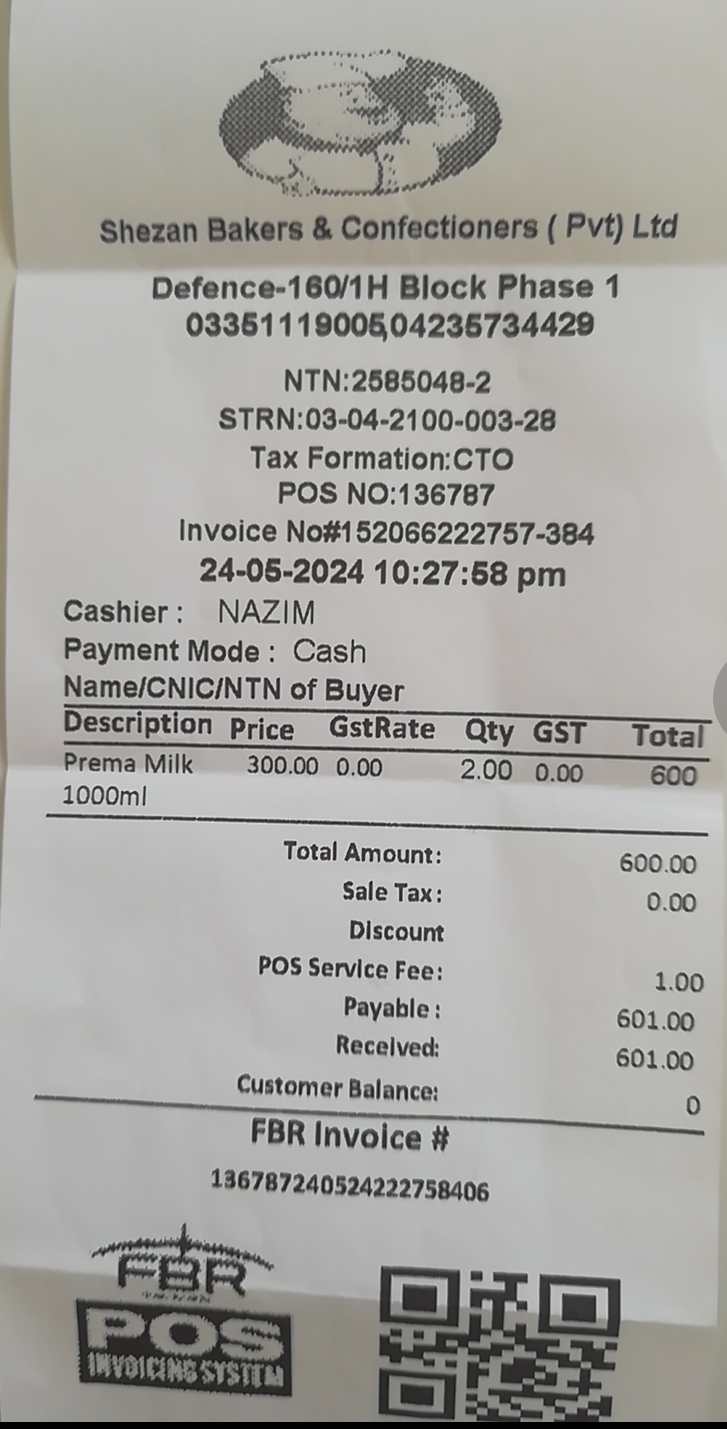 Shezan Bakers & Confectioners ( Pvt) Ltd
Defence-160/1H Block Phase 1
03351119005,04235734429
NTN:2585048-2
STRN:03-04-2100-003-28
Tax Formation:CTO
POS NO:136787
Invoice No#152066222757-384
24-05-2024 10:27:58 pm
Cashier : NAZIM
Payment Mode : Cash
Name/CNIC/NTN of Buyer
Description Price GstRate Qty GST Total
Prema Milk 300.00 0.00 2.00 0.00 600
1000ml
Total Amount: 600.00
Sale Tax: 0.00
Discount
POS Service Fee: 1.00
Payable : 601.00
Received: 601.00
Customer Balance: 0
FBR Invoice #
136787240524222758406
FBR
POS
INVOICING SYSTEM